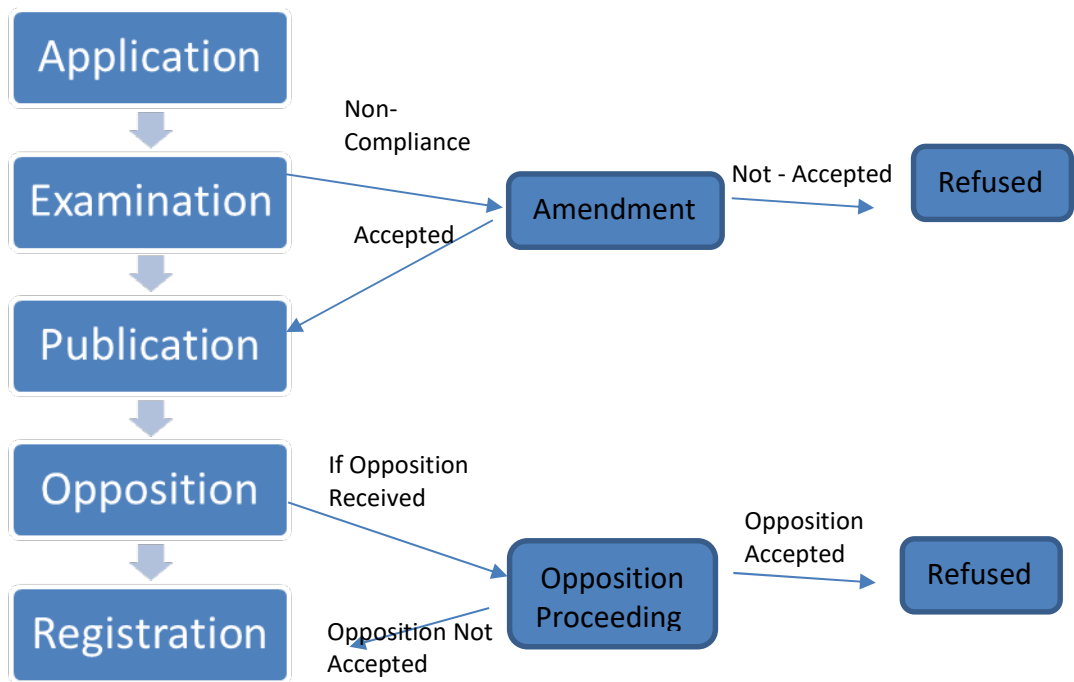 Application
Non-
Compliance
Examination
Amendment
Not - Accepted
Refused
Accepted
Publication
Opposition
If Opposition
Received
Opposition
Proceeding
Opposition
Accepted
Refused
Opposition Not
Accepted
Registration